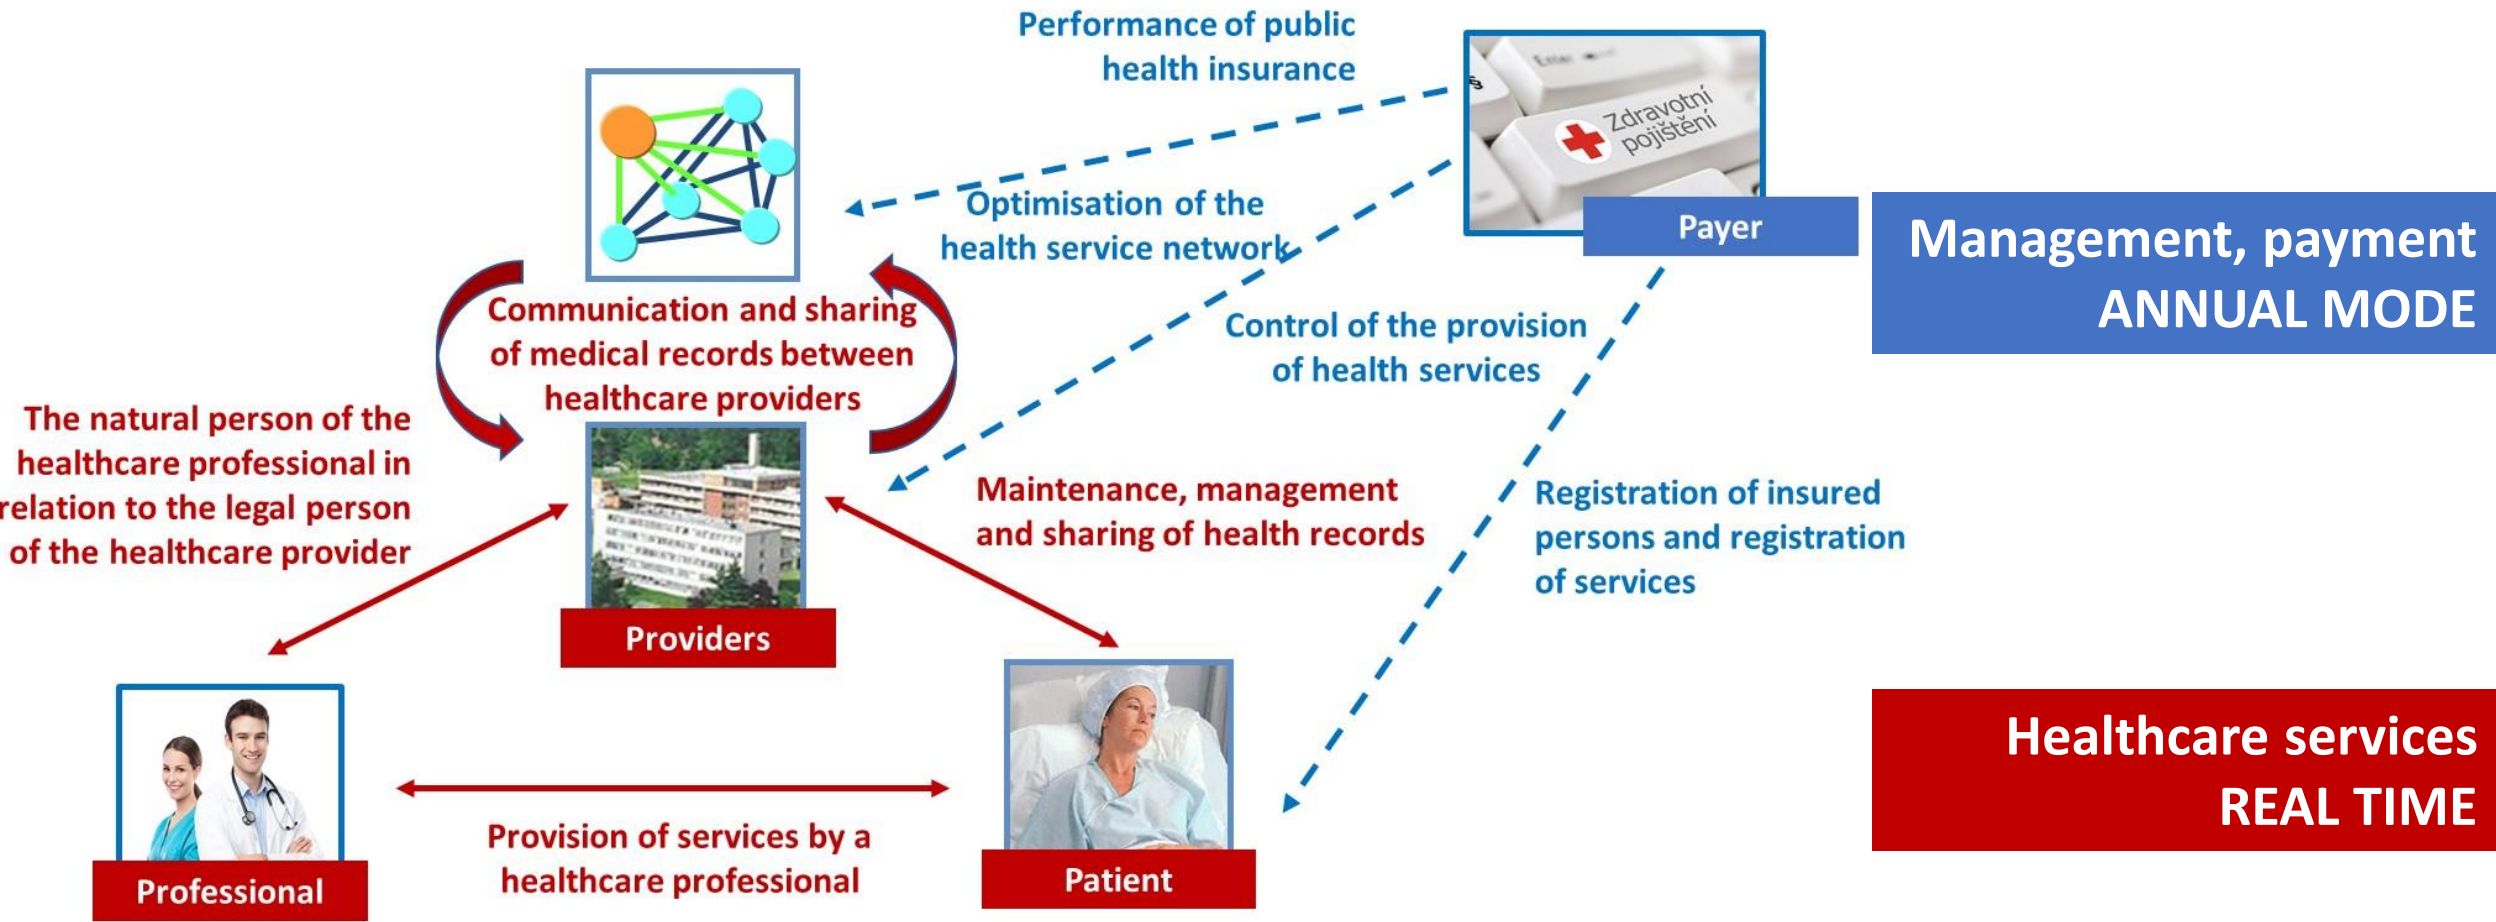 Performance of public
health insurance
Enter
§
Zdravotní
pojištění
Payer
Optimisation of the
health service network
Management, payment
ANNUAL MODE
Communication and sharing
of medical records between
healthcare providers
Control of the provision
of health services
The natural person of the
healthcare professional in
relation to the legal person
of the healthcare provider
Maintenance, management
and sharing of health records
Registration of insured
persons and registration
of services
Providers
Healthcare services
REAL TIME
Provision of services by a
healthcare professional
Professional
Patient